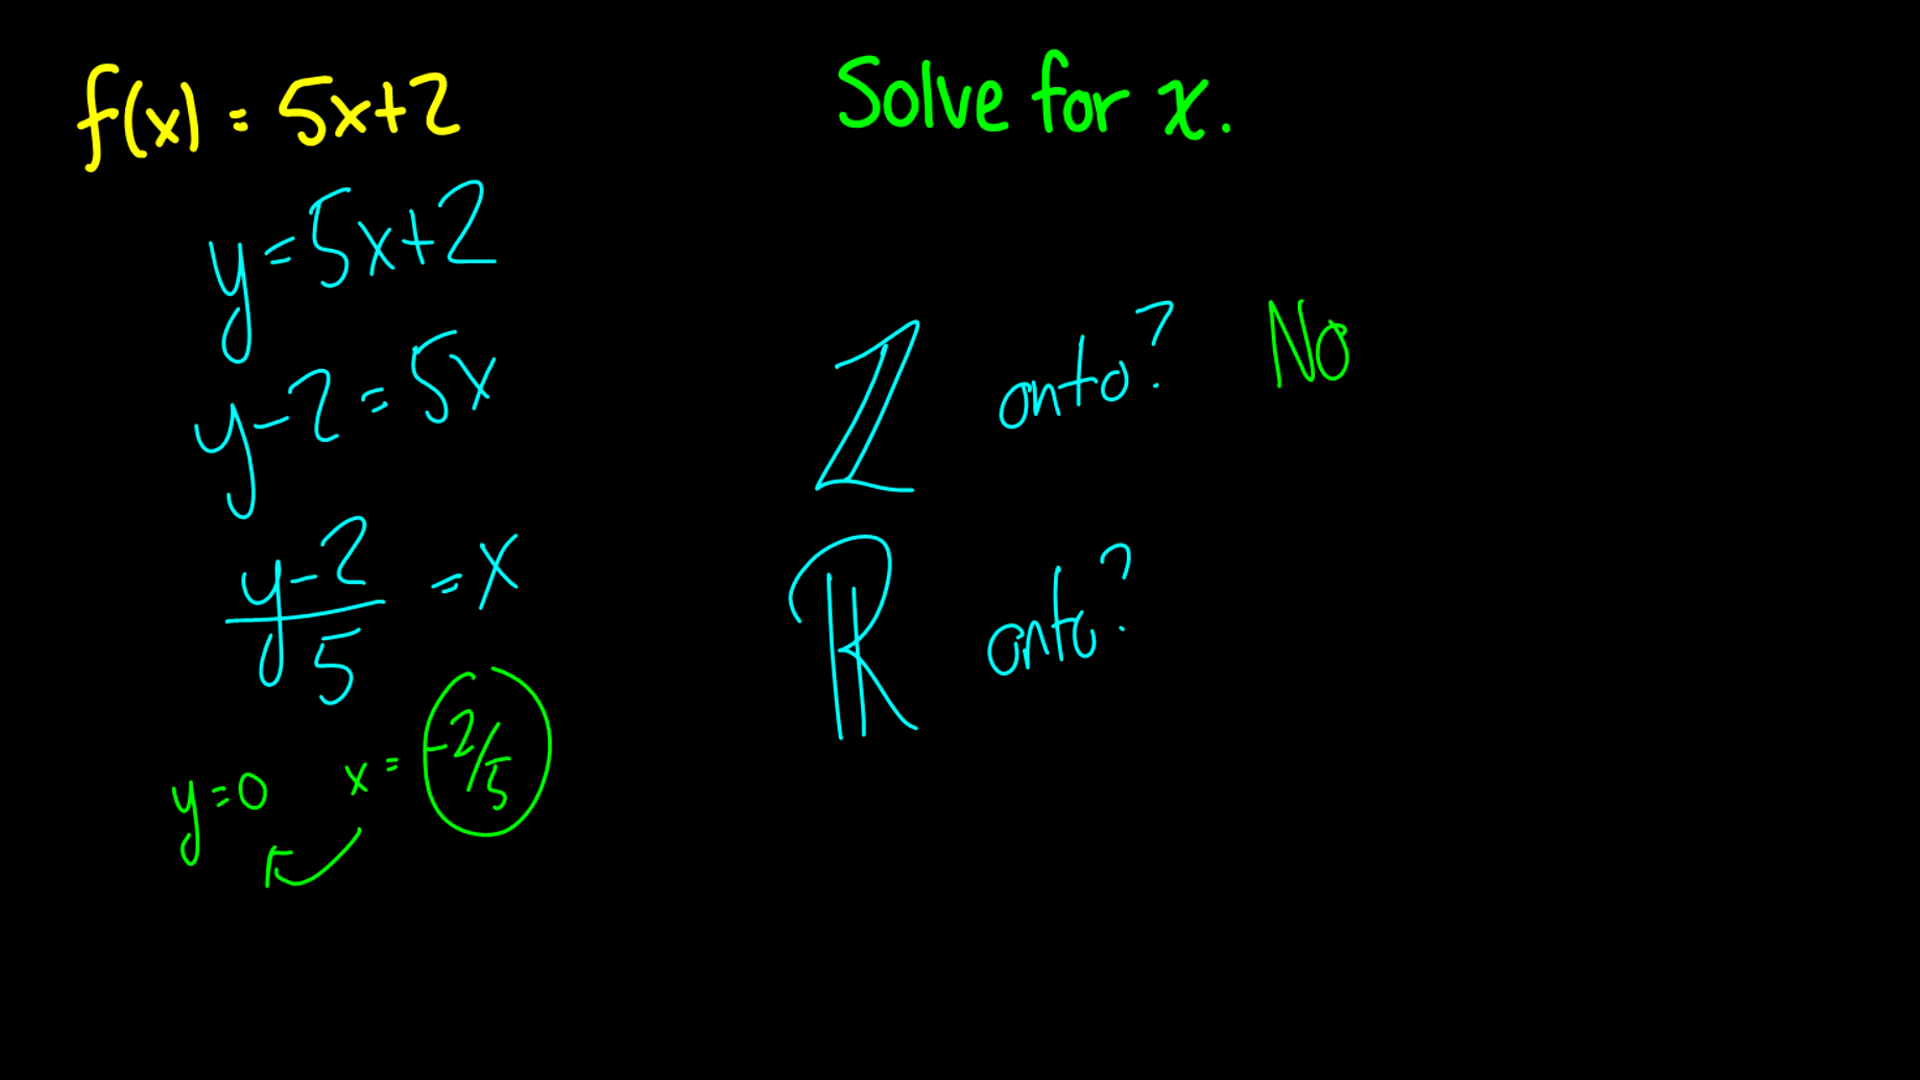 f(x) = 5x+2
Solve for x.
y=5x+2
y-2=5x
y-2/5 = x
y=0 x= -2/5
ℤ onto? No
ℝ onto?